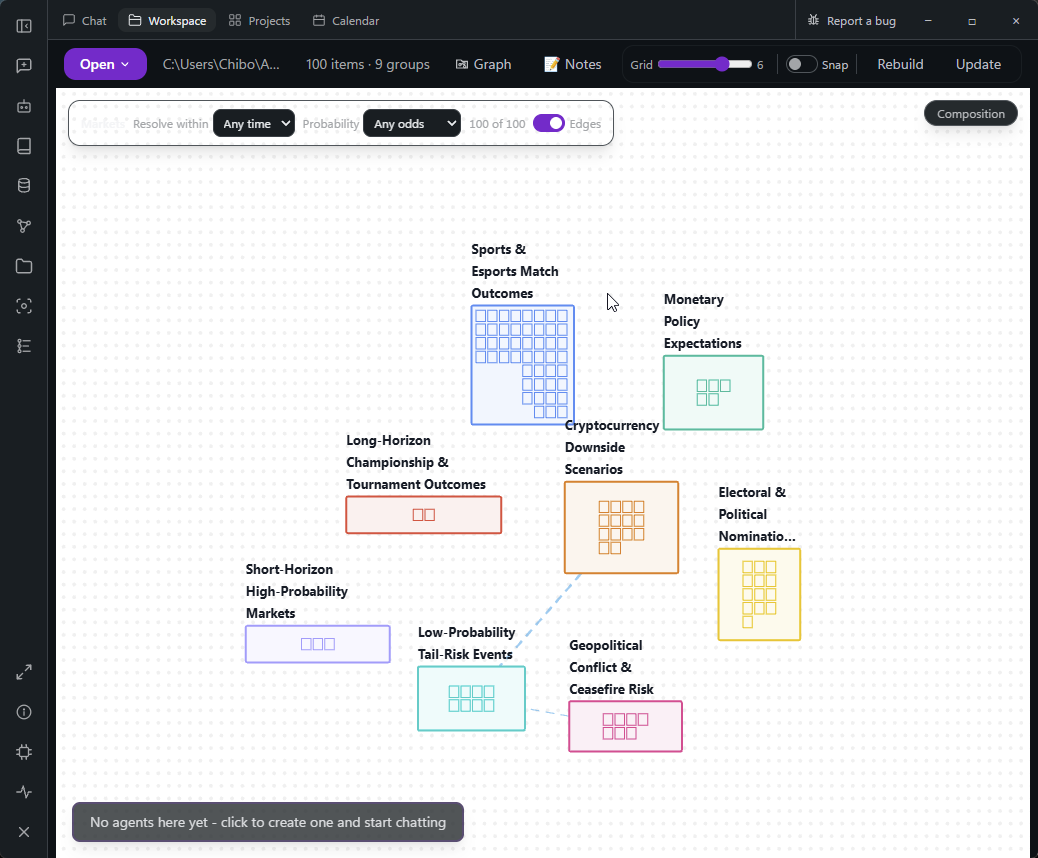 Chat
Workspace
Projects
Calendar
Report a bug
Open
C:\Users\Chibo\A...
100 items · 9 groups
Graph
Notes
Grid
6
Snap
Rebuild
Update
Resolve within
Any time
Probability
Any odds
100 of 100
Edges
Composition
Sports &
Esports Match
Outcomes
Monetary
Policy
Expectations
Cryptocurrency
Downside
Scenarios
Long-Horizon
Championship &
Tournament Outcomes
Electoral &
Political
Nominatio...
Short-Horizon
High-Probability
Markets
Low-Probability
Tail-Risk Events
Geopolitical
Conflict &
Ceasefire Risk
No agents here yet - click to create one and start chatting